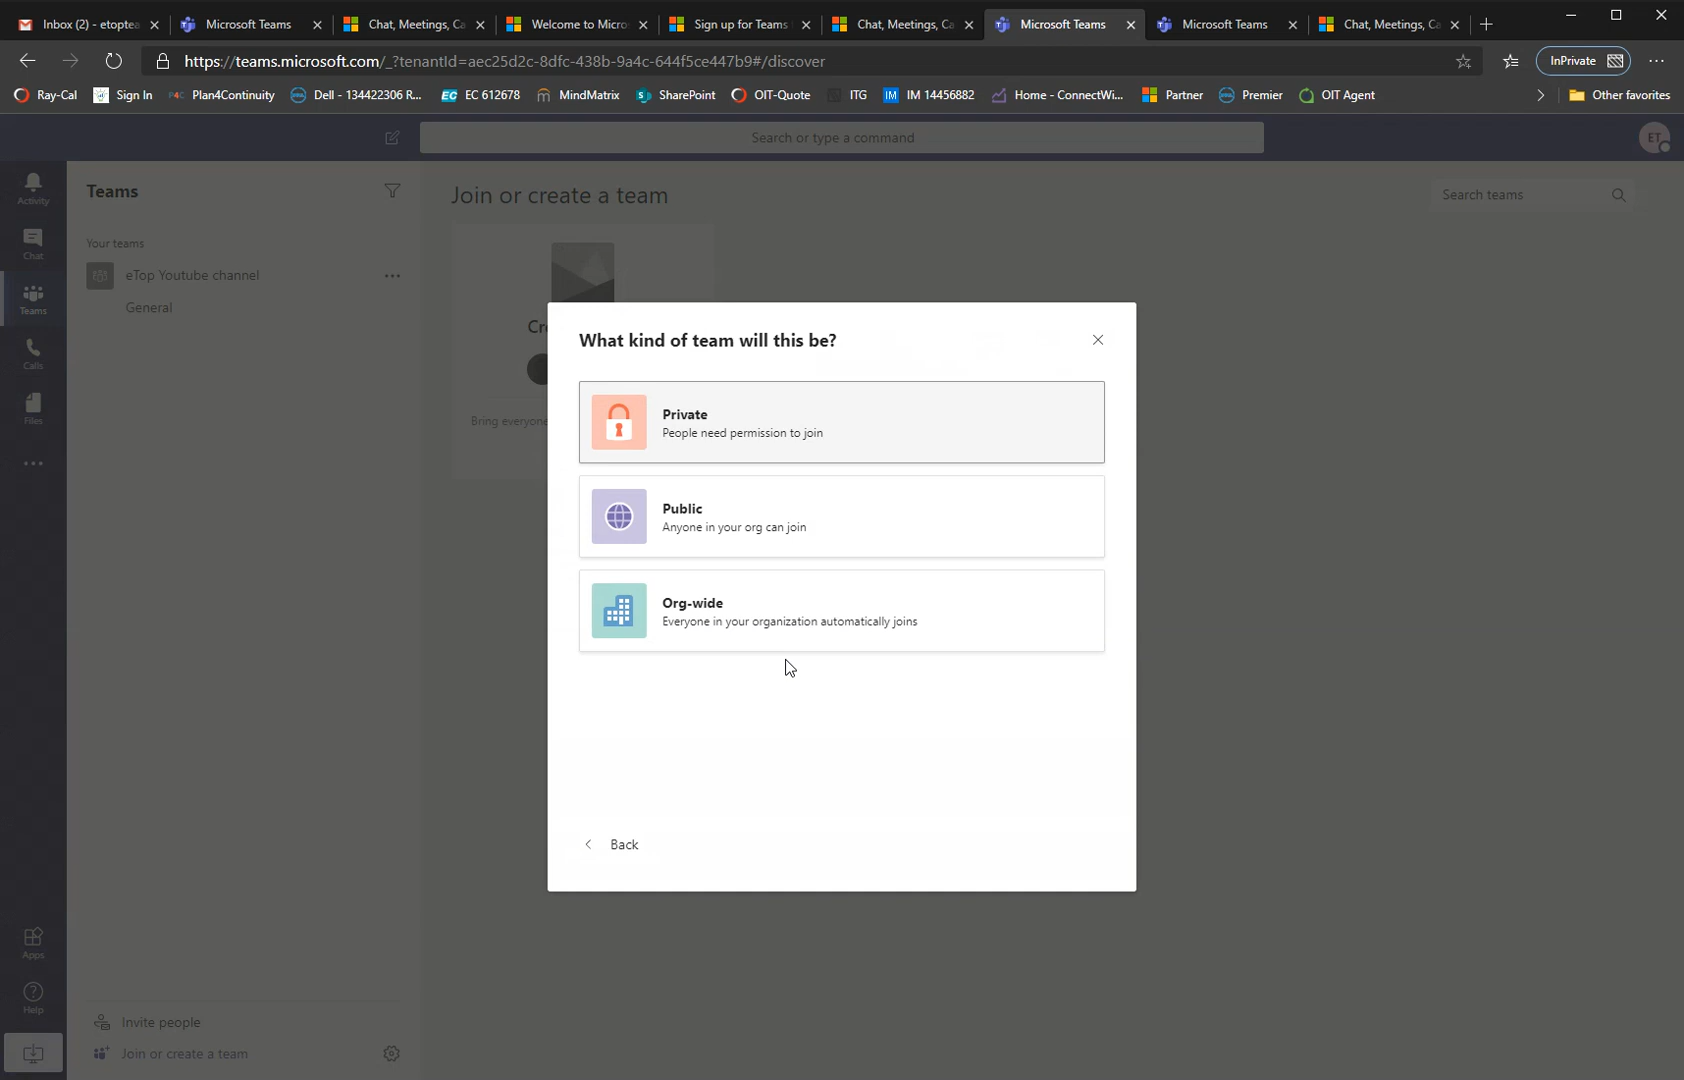 Inbox (2) - etoptea
Microsoft Teams
Chat, Meetings, Ca
Welcome to Micro
Sign up for Teams
Chat, Meetings, Ca
Microsoft Teams
Microsoft Teams
Chat, Meetings, Ca
https://teams.microsoft.com/_?tenantId=aec25d2c-8dfc-438b-9a4c-644f5ce447b9#/discover
InPrivate
Ray-Cal
Sign In
P4C
Plan4Continuity
Dell - 134422306 R...
EC
EC 612678
MindMatrix
S
SharePoint
OIT-Quote
ITG
IM
IM 14456882
Home - ConnectWi...
Partner
Premier
OIT Agent
Other favorites
Search or type a command
ET
Activity
Chat
Teams
Calls
Files
Apps
Help
Teams
Your teams
eTop Youtube channel
General
Invite people
Join or create a team
Join or create a team
Search teams
Cre
Bring everyone
What kind of team will this be?
Private
People need permission to join
Public
Anyone in your org can join
Org-wide
Everyone in your organization automatically joins
Back